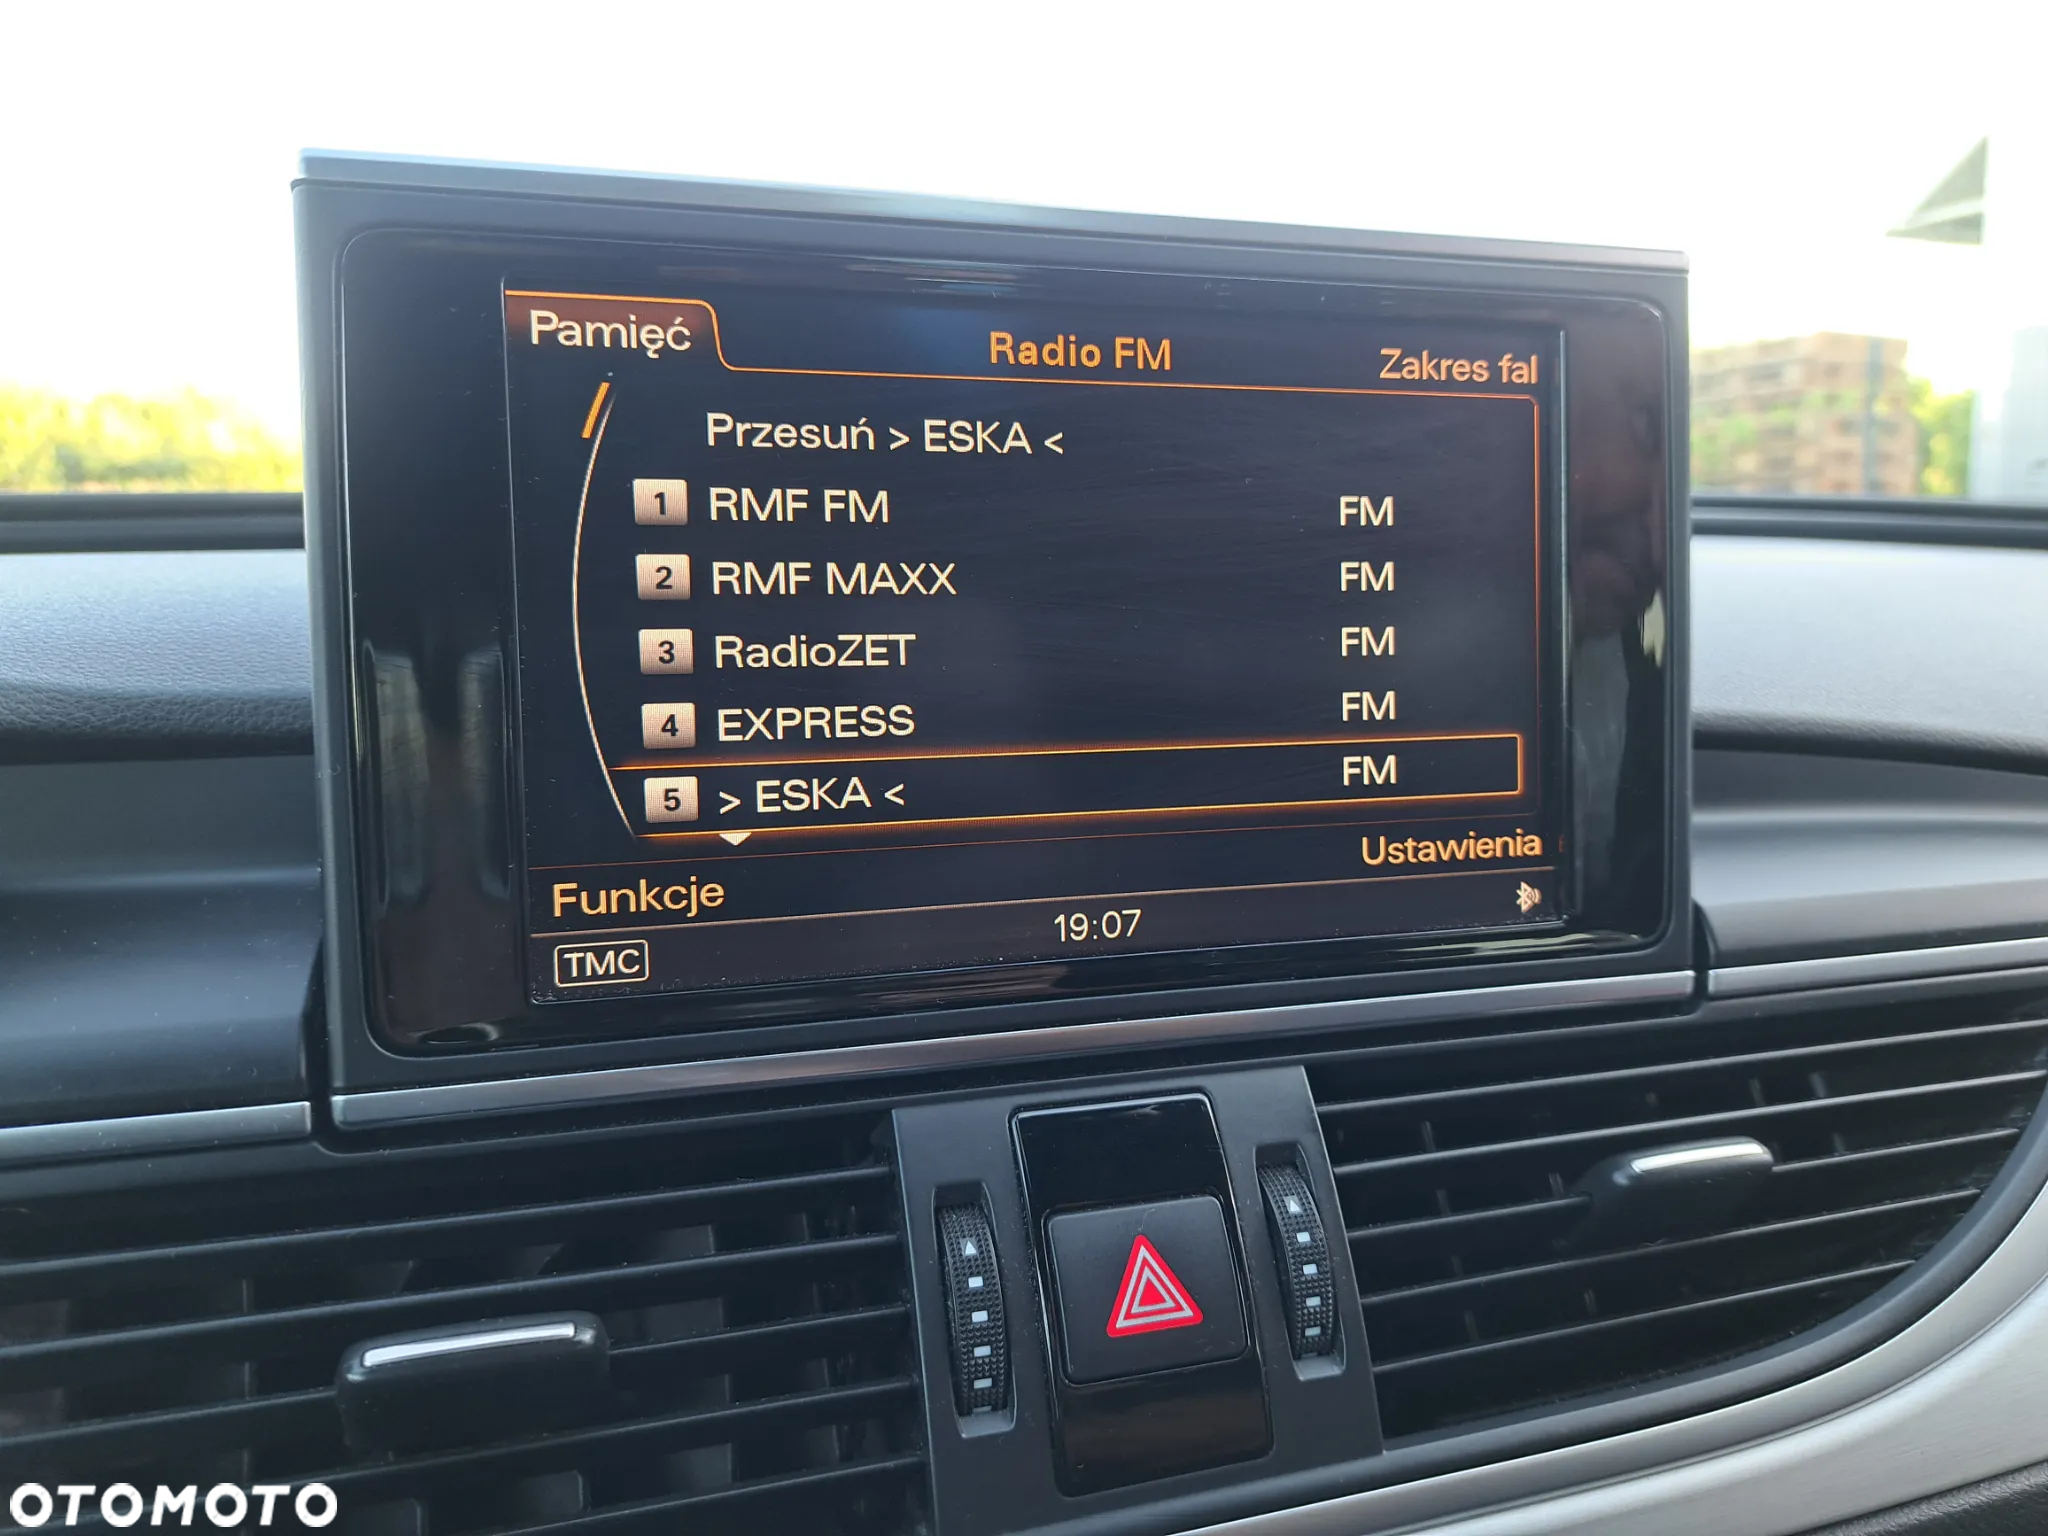 Pamięć
Radio FM
Zakres fal
Przesuń > ESKA <
1 RMF FM FM
2 RMF MAXX FM
3 RadioZET FM
4 EXPRESS FM
5 > ESKA < FM
Ustawienia
Funkcje
19:07
TMC
OTOMOTO